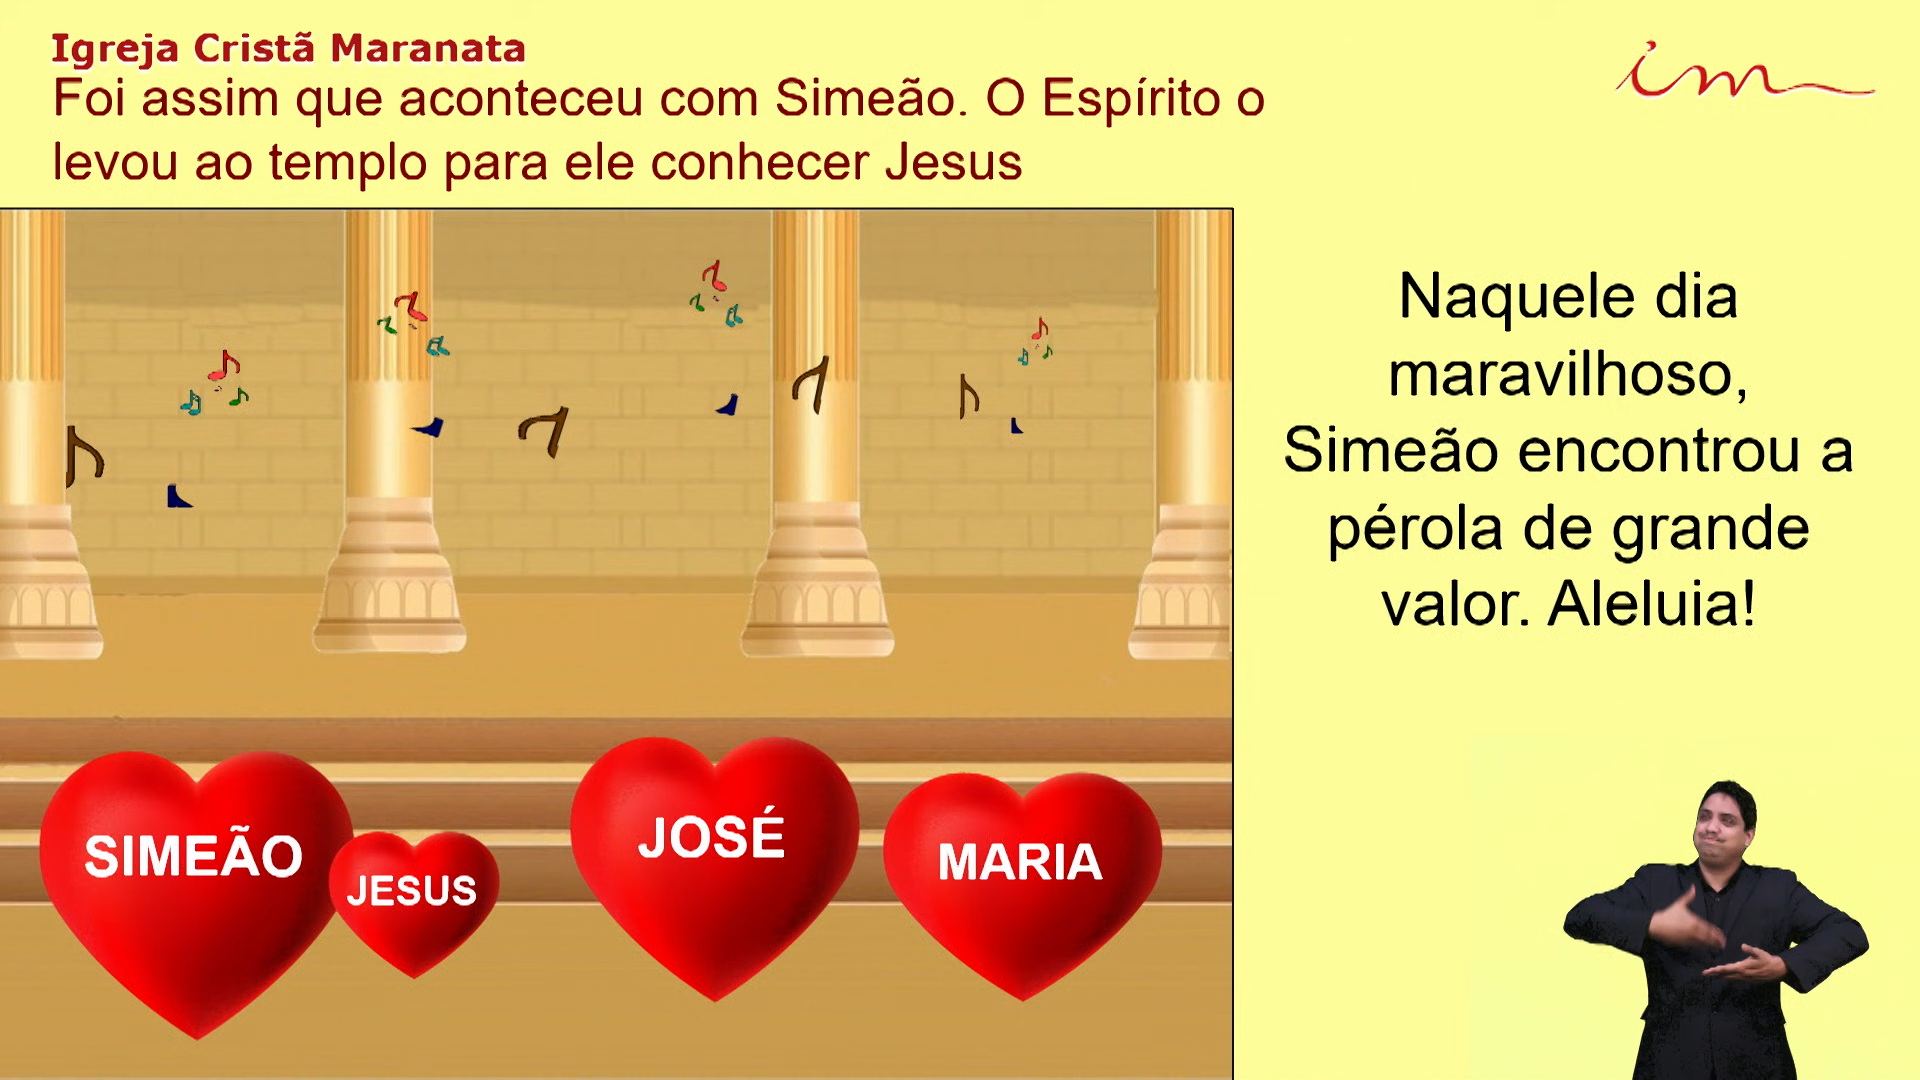 Igreja Cristã Maranata
Foi assim que aconteceu com Simeão. O Espírito o
levou ao templo para ele conhecer Jesus
im
Naquele dia
maravilhoso,
Simeão encontrou a
pérola de grande
valor. Aleluia!
SIMEÃO
JESUS
JOSÉ
MARIA